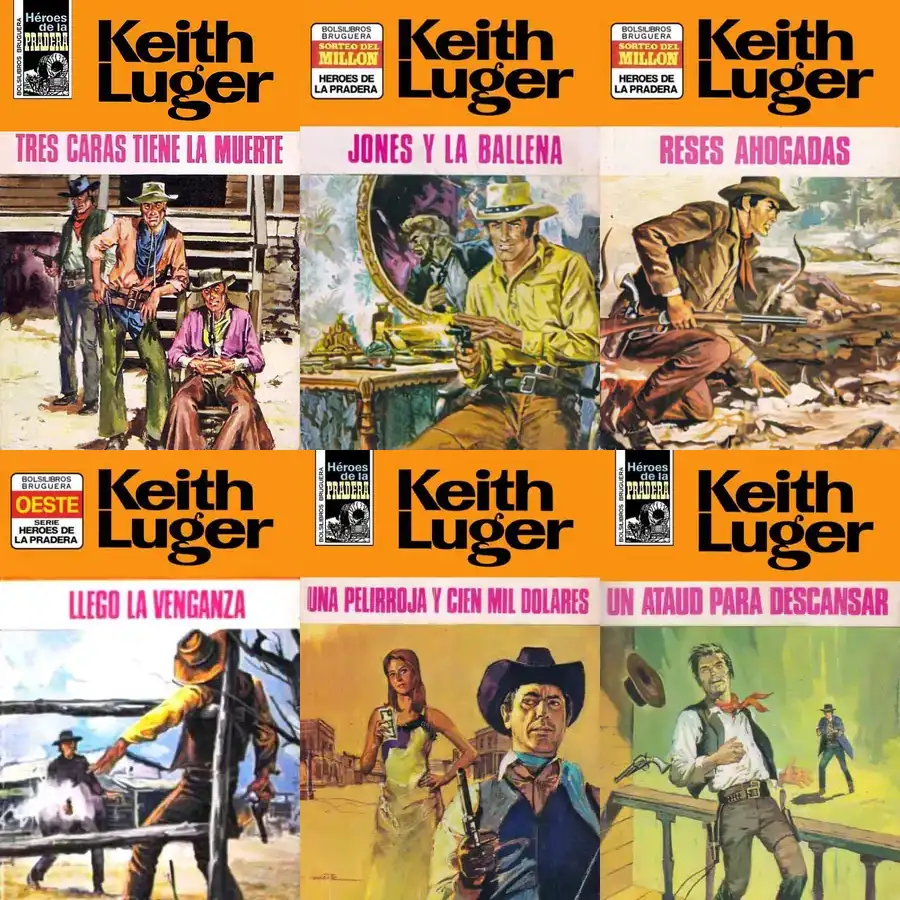 BOLSILIBROS BRUGUERA
Héroes
de la
PRADERA
Keith
Luger
TRES CARAS TIENE LA MUERTE
BOLSILIBROS
BRUGUERA
SORTEO DEL
MILLON
HEROES DE
LA PRADERA
Keith
Luger
JONES Y LA BALLENA
BOLSILIBROS
BRUGUERA
SORTEO DEL
MILLON
HEROES DE
LA PRADERA
Keith
Luger
RESES AHOGADAS
BOLSILIBROS
BRUGUERA
OESTE
SERIE
HEROES DE
LA PRADERA
Keith
Luger
LLEGO LA VENGANZA
BOLSILIBROS BRUGUERA
Héroes
de la
PRADERA
Keith
Luger
UNA PELIRROJA Y CIEN MIL DOLARES
BOLSILIBROS BRUGUERA
Héroes
de la
PRADERA
Keith
Luger
UN ATAUD PARA DESCANSAR